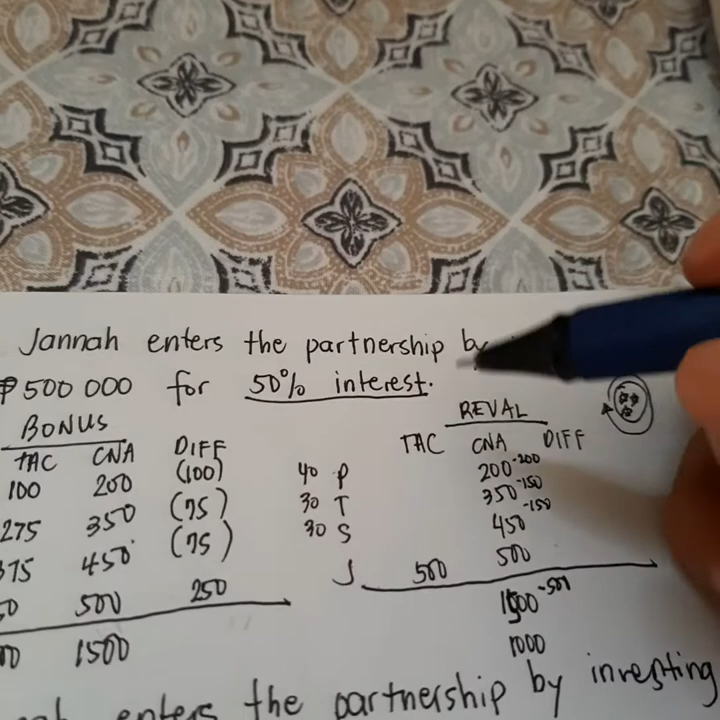 Jannah enters the partnership by
₱500 000 for 50% interest.
BONUS REVAL
TAC CNA DIFF TAC CNA DIFF
100 200 (100) 40 P 200 -200
275 350 (75) 30 T 350 -150
375 450 (75) 30 S 450 -150
500 250 J 500 500
1500 1500 -500
1000
enters the partnership by investing